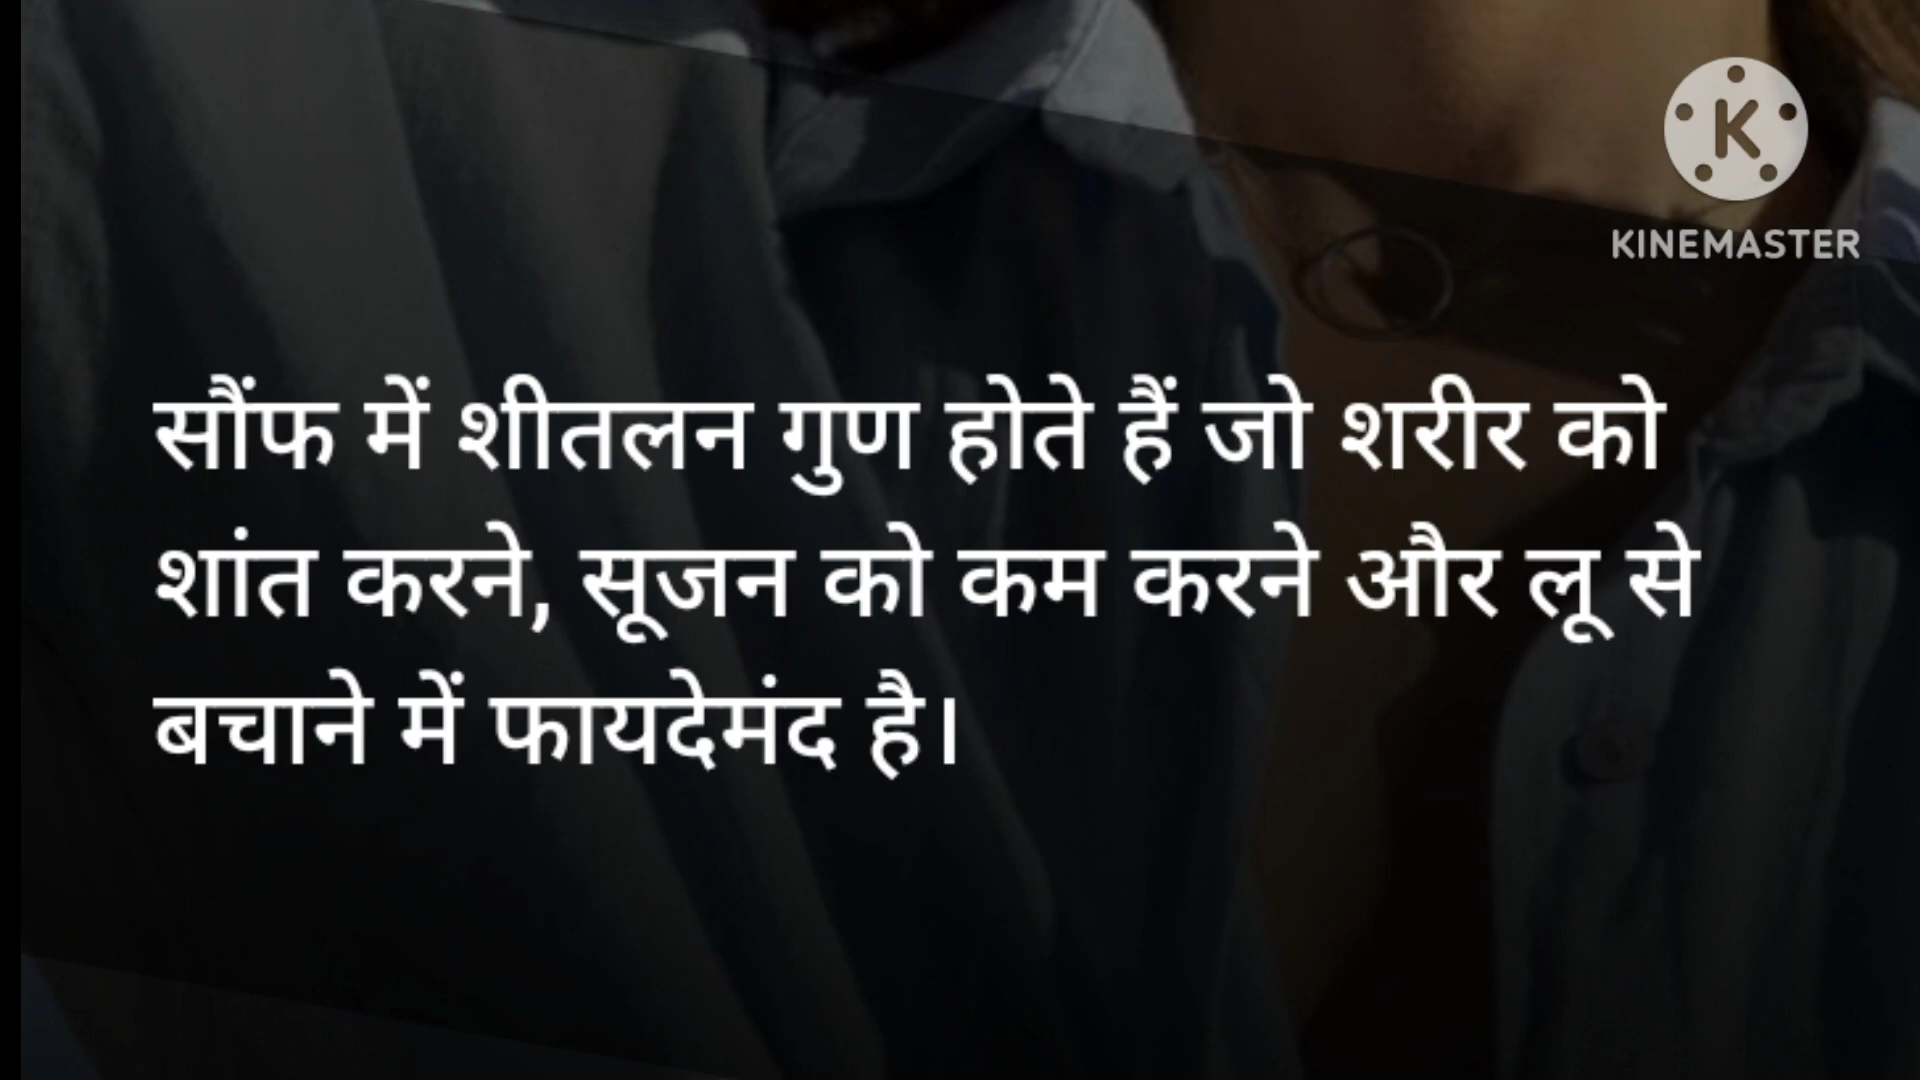 KINEMASTER
सौंफ में शीतलन गुण होते हैं जो शरीर को
शांत करने, सूजन को कम करने और लू से
बचाने में फायदेमंद है।